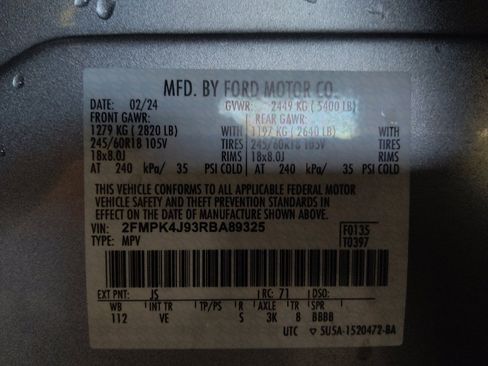 MFD. BY FORD MOTOR CO.
DATE: 02/24 GVWR: 2449 KG ( 5400 LB)
FRONT GAWR: REAR GAWR:
1279 KG ( 2820 LB) WITH 1197 KG ( 2640 LB) WITH
245/60R18 105V TIRES 245/60R18 105V TIRES
18x8.0J RIMS 18x8.0J RIMS
AT 240 kPa/ 35 PSI COLD AT 240 kPa/ 35 PSI COLD
THIS VEHICLE CONFORMS TO ALL APPLICABLE FEDERAL MOTOR
VEHICLE SAFETY AND THEFT PREVENTION STANDARDS IN
EFFECT ON THE DATE OF MANUFACTURE SHOWN ABOVE.
VIN: 2FMPK4J93RBA89325 F0135
TYPE: MPV T0397
EXT PNT: JS RC: 71 DSO:
WB INT TR TP/PS R AXLE TR SPR
112 VE S 3K 8 BBBB
UTC ▽ 5U5A-1520472-BA